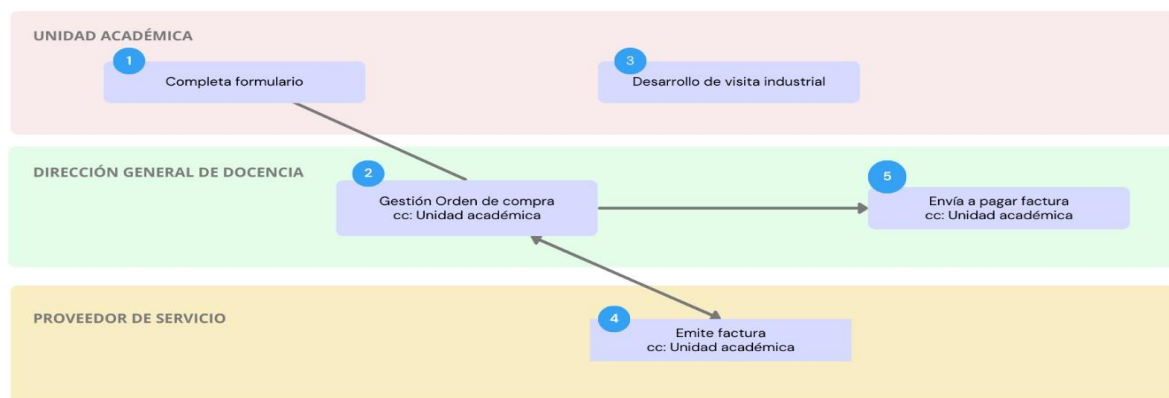 UNIDAD ACADÉMICA
1
Completa formulario
3
Desarrollo de visita industrial
DIRECCIÓN GENERAL DE DOCENCIA
2
Gestión Orden de compra
cc: Unidad académica
5
Envía a pagar factura
cc: Unidad académica
PROVEEDOR DE SERVICIO
4
Emite factura
cc: Unidad académica